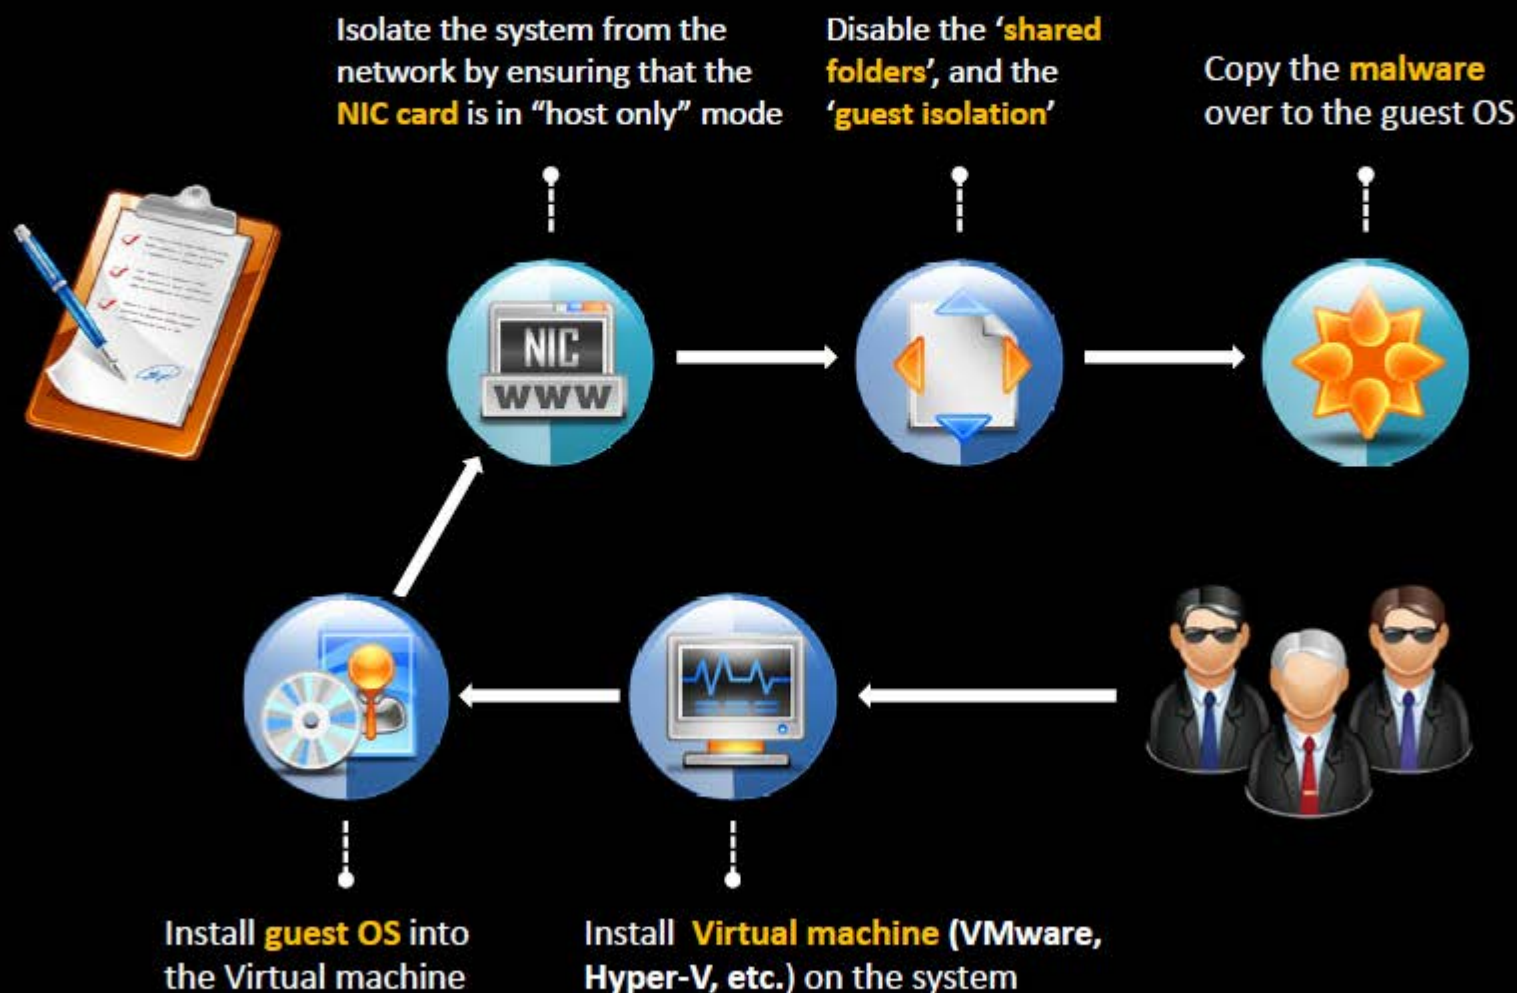 Isolate the system from the
network by ensuring that the
NIC card is in “host only” mode
Disable the ‘shared
folders’, and the
‘guest isolation’
Copy the malware
over to the guest OS
NIC
WWW
Install guest OS into
the Virtual machine
Install Virtual machine (VMware,
Hyper-V, etc.) on the system